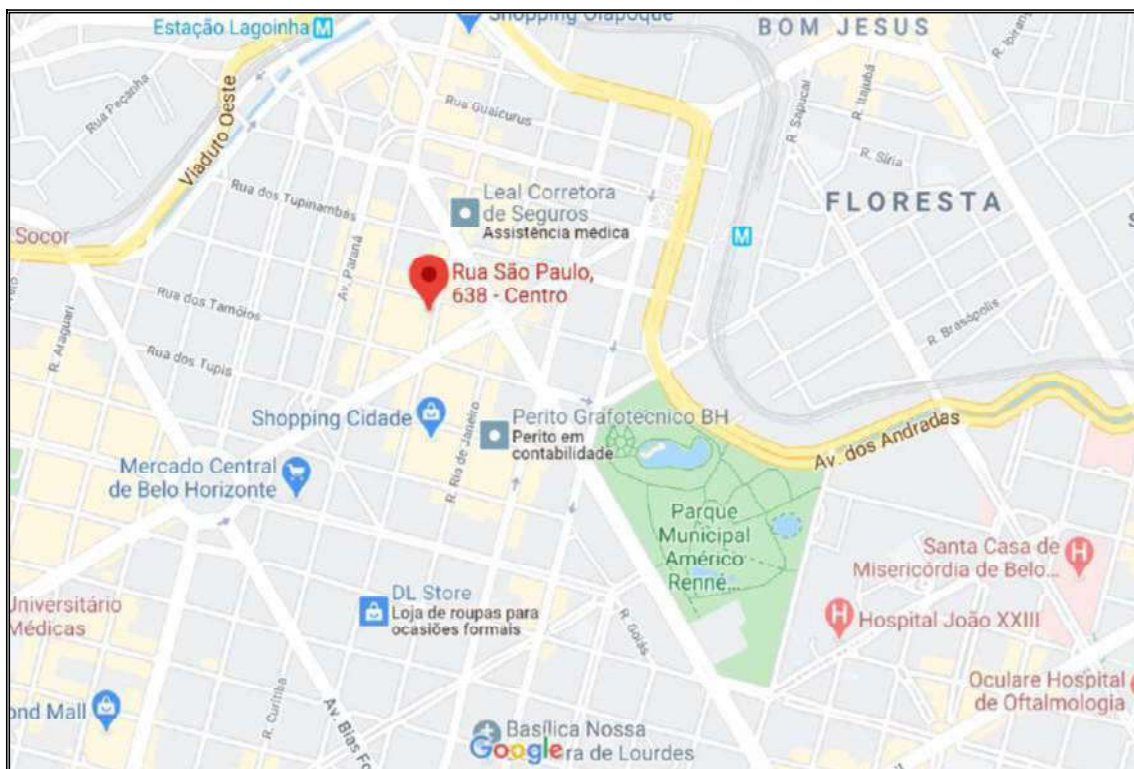 Estação Lagoinha
M
Shopping Oiapoque
BOM JESUS
R. Itajubá
R. Sapucaí
Rua Peçanha
Viaduto Oeste
Rua Guaicurus
R. Síria
Rua dos Tupinambás
Leal Corretora
de Seguros
Assistência médica
FLORESTA
Socor
M
Av. Paraná
Rua São Paulo,
638 - Centro
Rua dos Tamóios
R. Araguari
Rua dos Tupis
R. Brasópolis
Shopping Cidade
R. Rio de Janeiro
Perito Grafotecnico BH
Perito em
contabilidade
Av. dos Andradas
Mercado Central
de Belo Horizonte
Parque
Municipal
Américo
Renné...
Santa Casa de
Misericórdia de Belo...
H
DL Store
Loja de roupas para
ocasiões formais
R. Goiás
H
Hospital João XXIII
Universitário
Médicas
Oculare Hospital
de Oftalmologia
R. Curitiba
Av. Bias Fo
ond Mall
Basílica Nossa
Google
ra de Lourdes